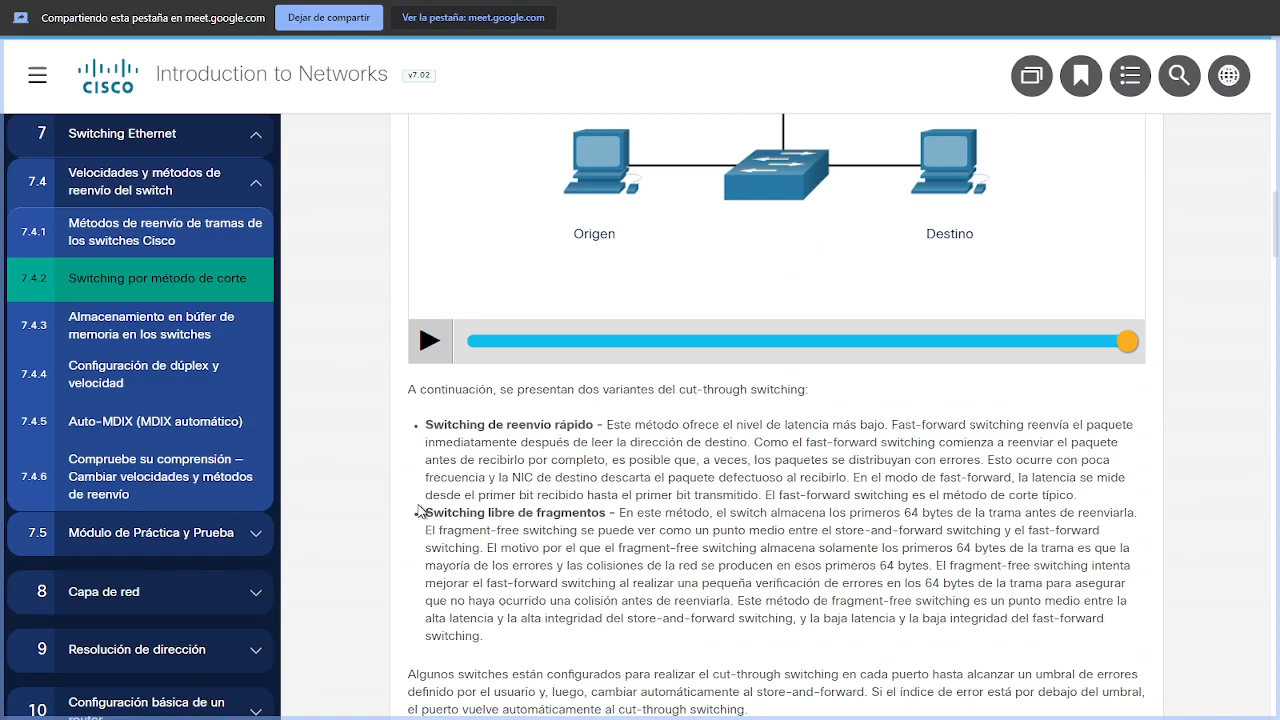 Compartiendo esta pestaña en meet.google.com
Dejar de compartir
Ver la pestaña: meet.google.com
CISCO
Introduction to Networks
v7.02
7 Switching Ethernet
7.4 Velocidades y métodos de
reenvío del switch
7.4.1 Métodos de reenvío de tramas de
los switches Cisco
7.4.2 Switching por método de corte
7.4.3 Almacenamiento en búfer de
memoria en los switches
7.4.4 Configuración de dúplex y
velocidad
7.4.5 Auto-MDIX (MDIX automático)
7.4.6 Compruebe su comprensión –
Cambiar velocidades y métodos
de reenvío
7.5 Módulo de Práctica y Prueba
8 Capa de red
9 Resolución de dirección
10 Configuración básica de un
router
Origen
Destino
A continuación, se presentan dos variantes del cut-through switching:
• Switching de reenvío rápido - Este método ofrece el nivel de latencia más bajo. Fast-forward switching reenvía el paquete
inmediatamente después de leer la dirección de destino. Como el fast-forward switching comienza a reenviar el paquete
antes de recibirlo por completo, es posible que, a veces, los paquetes se distribuyan con errores. Esto ocurre con poca
frecuencia y la NIC de destino descarta el paquete defectuoso al recibirlo. En el modo de fast-forward, la latencia se mide
desde el primer bit recibido hasta el primer bit transmitido. El fast-forward switching es el método de corte típico.
• Switching libre de fragmentos - En este método, el switch almacena los primeros 64 bytes de la trama antes de reenviarla.
El fragment-free switching se puede ver como un punto medio entre el store-and-forward switching y el fast-forward
switching. El motivo por el que el fragment-free switching almacena solamente los primeros 64 bytes de la trama es que la
mayoría de los errores y las colisiones de la red se producen en esos primeros 64 bytes. El fragment-free switching intenta
mejorar el fast-forward switching al realizar una pequeña verificación de errores en los 64 bytes de la trama para asegurar
que no haya ocurrido una colisión antes de reenviarla. Este método de fragment-free switching es un punto medio entre la
alta latencia y la alta integridad del store-and-forward switching, y la baja latencia y la baja integridad del fast-forward
switching.
Algunos switches están configurados para realizar el cut-through switching en cada puerto hasta alcanzar un umbral de errores
definido por el usuario y, luego, cambiar automáticamente al store-and-forward. Si el índice de error está por debajo del umbral,
el puerto vuelve automáticamente al cut-through switching.